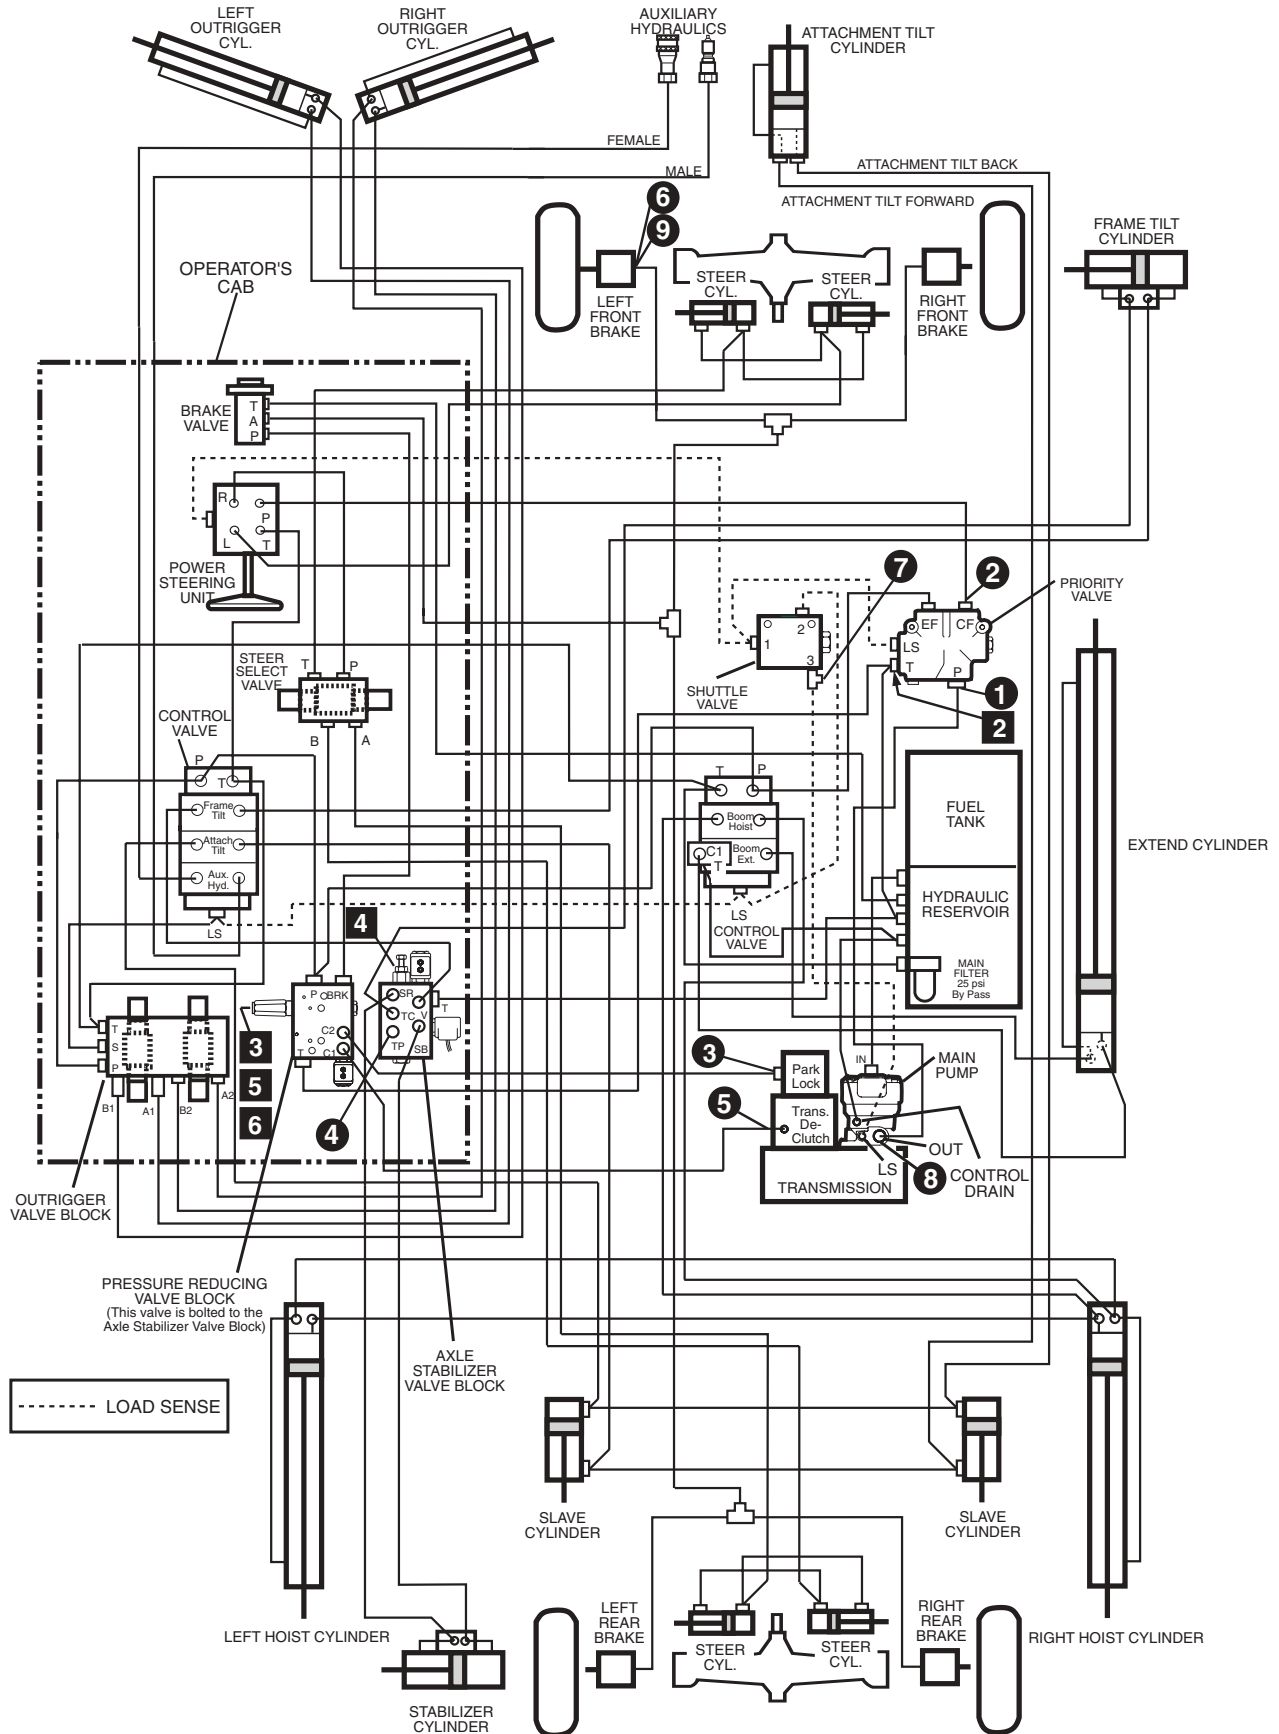 LEFT
OUTRIGGER
CYL.
RIGHT
OUTRIGGER
CYL.
AUXILIARY
HYDRAULICS
ATTACHMENT TILT
CYLINDER
FEMALE
MALE
ATTACHMENT TILT BACK
ATTACHMENT TILT FORWARD
6
9
FRAME TILT
CYLINDER
OPERATOR'S
CAB
LEFT
FRONT
BRAKE
STEER
CYL.
STEER
CYL.
RIGHT
FRONT
BRAKE
BRAKE
VALVE
T
A
P
R
P
L
T
POWER
STEERING
UNIT
7
2
PRIORITY
VALVE
EF
CF
LS
T
P
1
2
1
2
3
SHUTTLE
VALVE
STEER
SELECT
VALVE
T
P
B
A
CONTROL
VALVE
P
T
Frame
Tilt
Attach
Tilt
Aux.
Hyd.
LS
T
P
Boom
Hoist
C1
T
Boom
Ext.
LS
CONTROL
VALVE
FUEL
TANK
HYDRAULIC
RESERVOIR
MAIN
FILTER
25 psi
By Pass
EXTEND CYLINDER
4
P
BRK
C2
C1
T
SR
TC
V
TP
SB
T
3
5
6
4
T
S
P
B1
A1
B2
A2
3
Park
Lock
5
Trans.
De-
Clutch
IN
MAIN
PUMP
OUT
LS
8
CONTROL
DRAIN
TRANSMISSION
OUTRIGGER
VALVE BLOCK
PRESSURE REDUCING
VALVE BLOCK
(This valve is bolted to the
Axle Stabilizer Valve Block)
AXLE
STABILIZER
VALVE BLOCK
LOAD SENSE
SLAVE
CYLINDER
SLAVE
CYLINDER
LEFT HOIST CYLINDER
LEFT
REAR
BRAKE
STEER
CYL.
STEER
CYL.
RIGHT
REAR
BRAKE
RIGHT HOIST CYLINDER
STABILIZER
CYLINDER